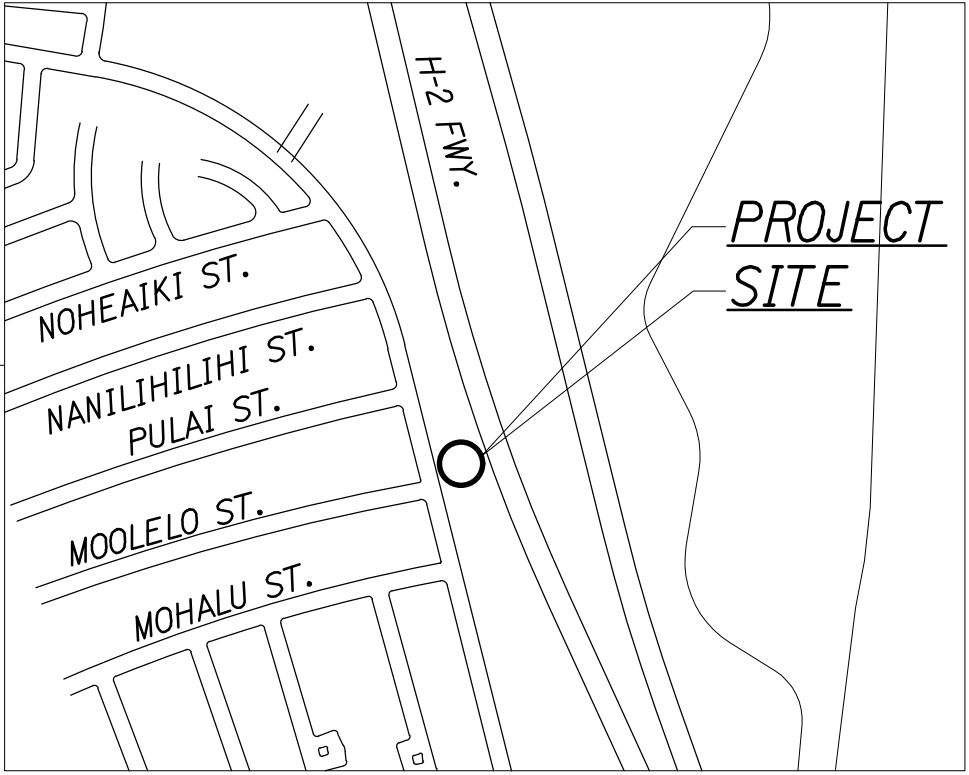 H-2 FWY.
PROJECT
SITE
NOHEAIKI ST.
NANILIHILIHI ST.
PULAI ST.
MOOLELO ST.
MOHALU ST.